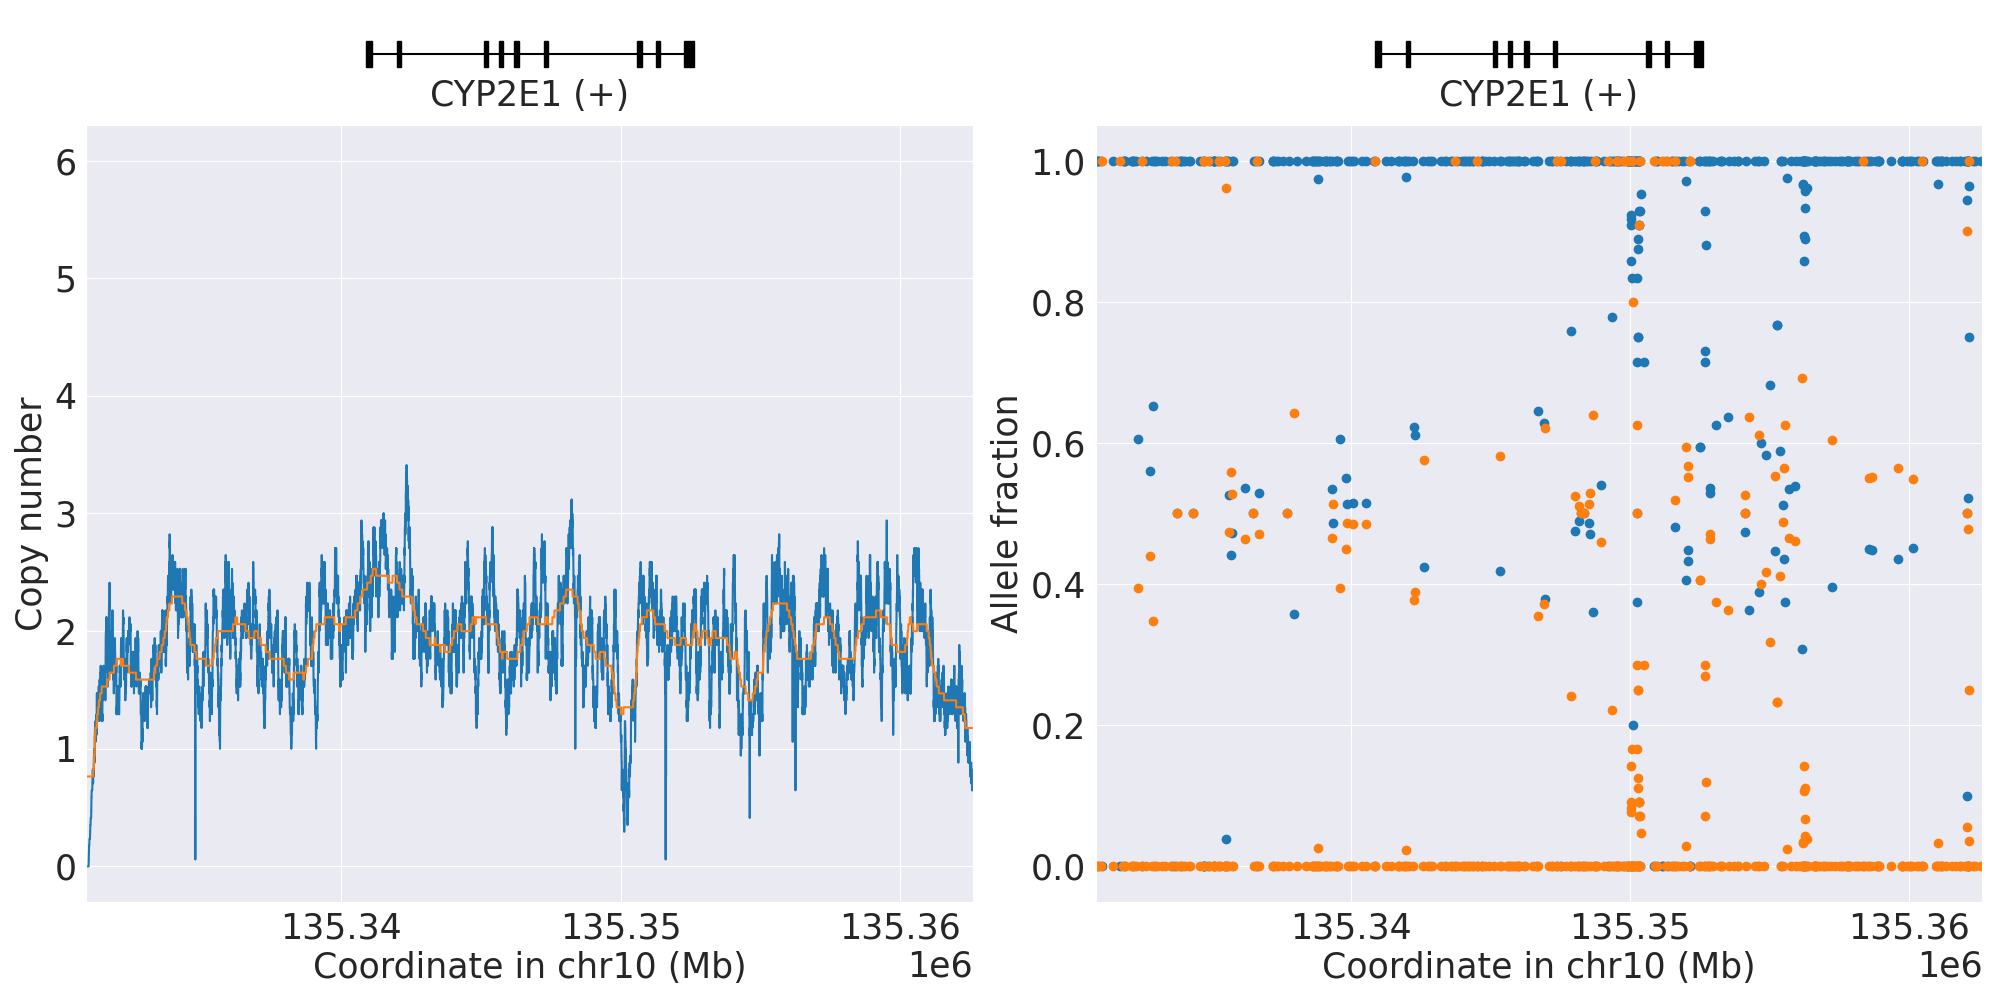 CYP2E1 (+)
6
5
4
3
2
1
0
Copy number
135.34 135.35 135.36
Coordinate in chr10 (Mb)
1e6
CYP2E1 (+)
1.0
0.8
0.6
0.4
0.2
0.0
Allele fraction
135.34 135.35 135.36
Coordinate in chr10 (Mb)
1e6